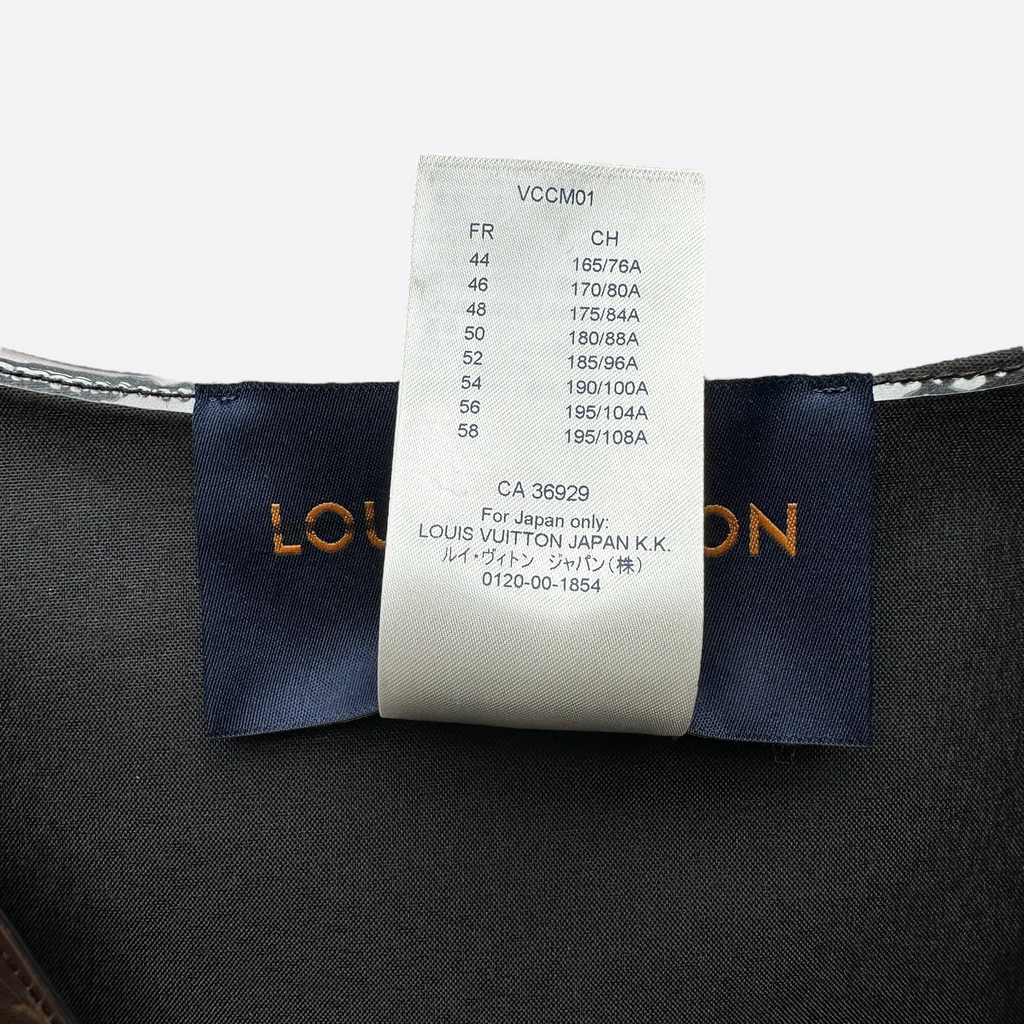 VCCM01
FR CH
44 165/76A
46 170/80A
48 175/84A
50 180/88A
52 185/96A
54 190/100A
56 195/104A
58 195/108A
CA 36929
For Japan only:
LOUIS VUITTON JAPAN K.K.
ルイ・ヴィトン ジャパン(株)
0120-00-1854
LOU ON